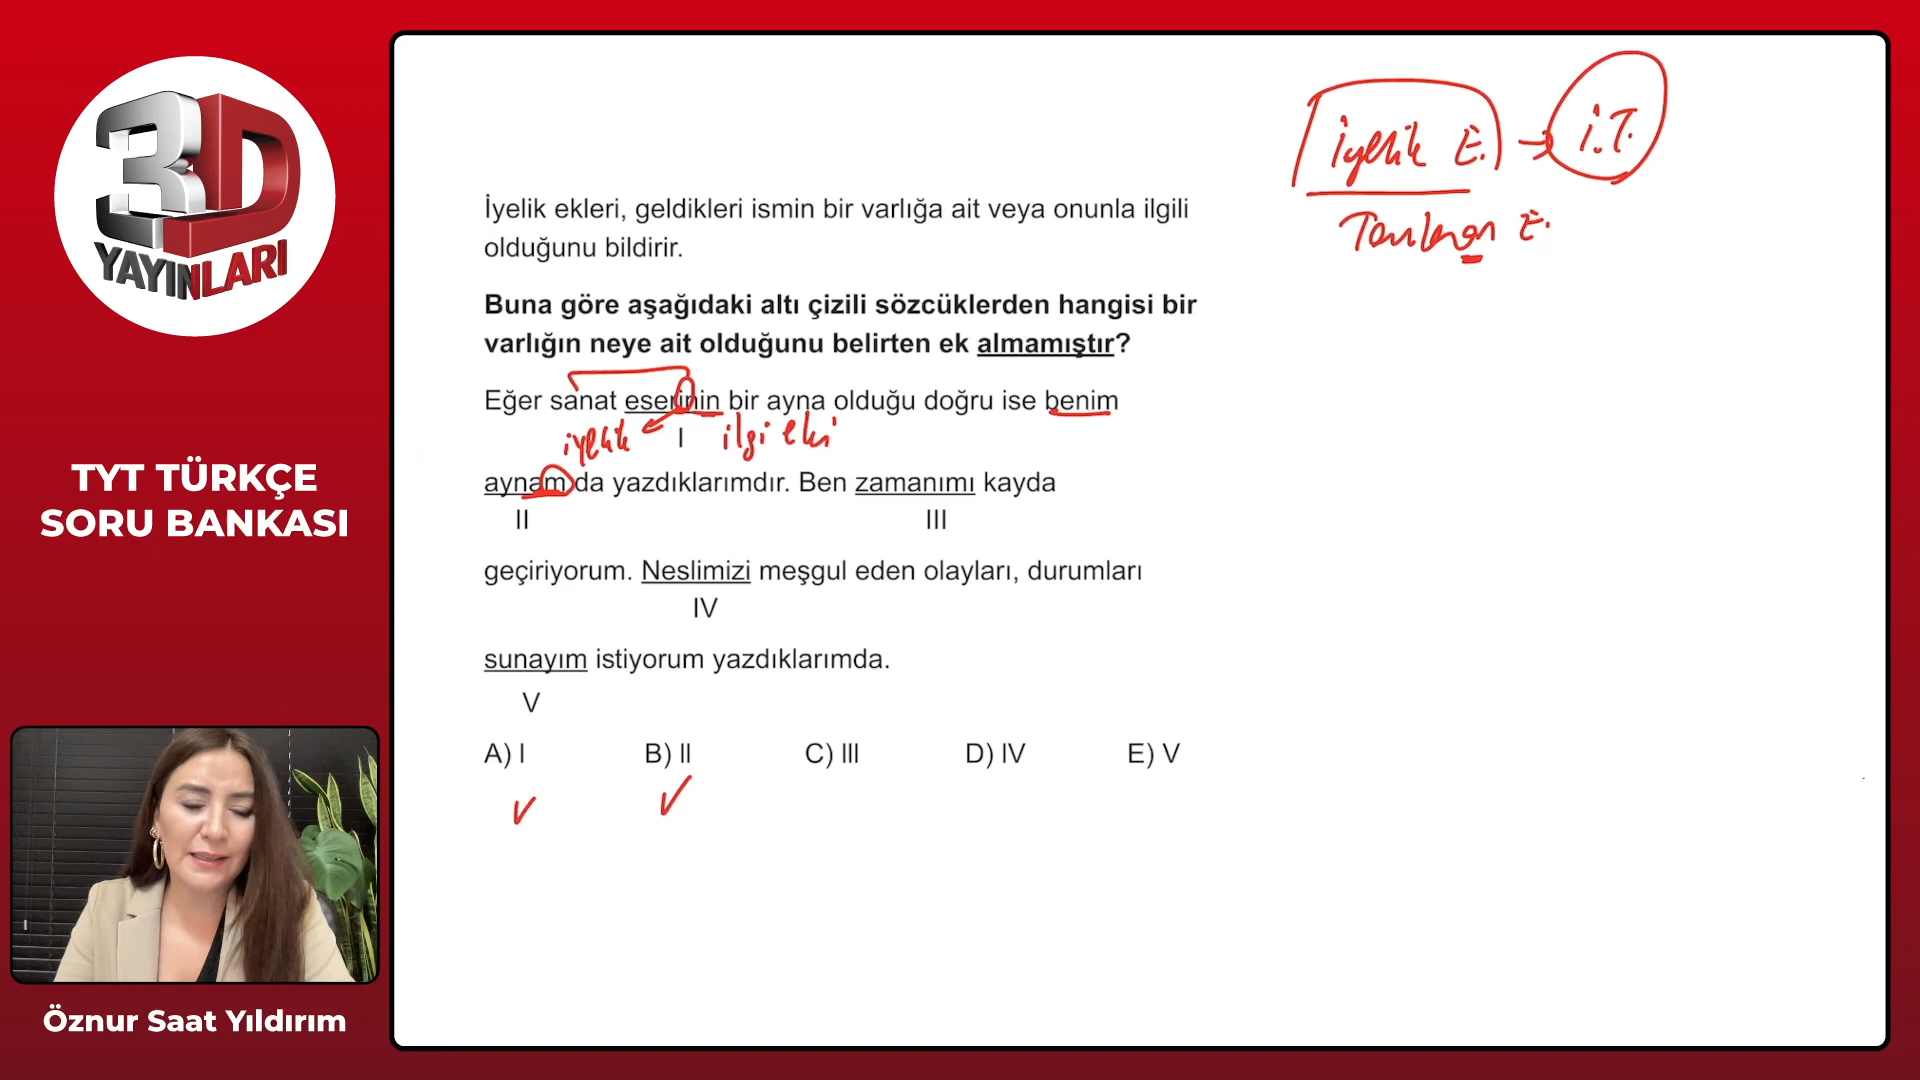 3D
YAYINLARI
TYT TÜRKÇE
SORU BANKASI
Öznur Saat Yıldırım
İyelik E. → İ.T.
Tamlanan E.
İyelik ekleri, geldikleri ismin bir varlığa ait veya onunla ilgili
olduğunu bildirir.
Buna göre aşağıdaki altı çizili sözcüklerden hangisi bir
varlığın neye ait olduğunu belirten ek almamıştır?
Eğer sanat eserinin bir ayna olduğu doğru ise benim
iyelik I ilgi eki
aynam da yazdıklarımdır. Ben zamanımı kayda
II III
geçiriyorum. Neslimizi meşgul eden olayları, durumları
IV
sunayım istiyorum yazdıklarımda.
V
A) I B) II C) III D) IV E) V